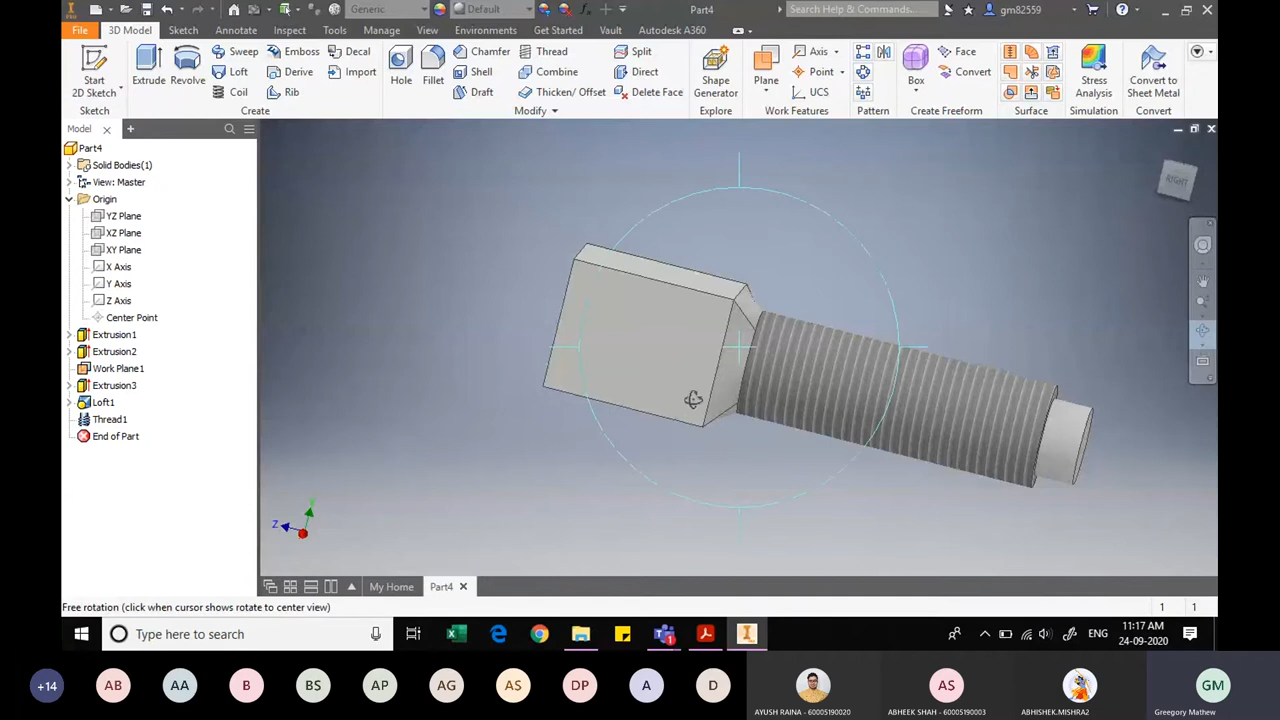 Generic
Default
Part4
Search Help & Commands...
gm82559
File
3D Model
Sketch
Annotate
Inspect
Tools
Manage
View
Environments
Get Started
Vault
Autodesk A360
Start
2D Sketch
Extrude
Revolve
Sweep
Loft
Coil
Emboss
Derive
Rib
Decal
Import
Hole
Fillet
Chamfer
Shell
Draft
Thread
Combine
Thicken/ Offset
Split
Direct
Delete Face
Shape
Generator
Plane
Axis
Point
UCS
Box
Face
Convert
Stress
Analysis
Convert to
Sheet Metal
Sketch
Create
Modify
Explore
Work Features
Pattern
Create Freeform
Surface
Simulation
Convert
Model
Part4
Solid Bodies(1)
View: Master
Origin
YZ Plane
XZ Plane
XY Plane
X Axis
Y Axis
Z Axis
Center Point
Extrusion1
Extrusion2
Work Plane1
Extrusion3
Loft1
Thread1
End of Part
RIGHT
Z
My Home
Part4
Free rotation (click when cursor shows rotate to center view)
1
1
Type here to search
1
ENG
11:17 AM
24-09-2020
+14
AB
AA
B
BS
AP
AG
AS
DP
A
D
AYUSH RAINA - 60005190020
AS
ABHEEK SHAH - 60005190003
ABHISHEK.MISHRA2
GM
Greegory Mathew